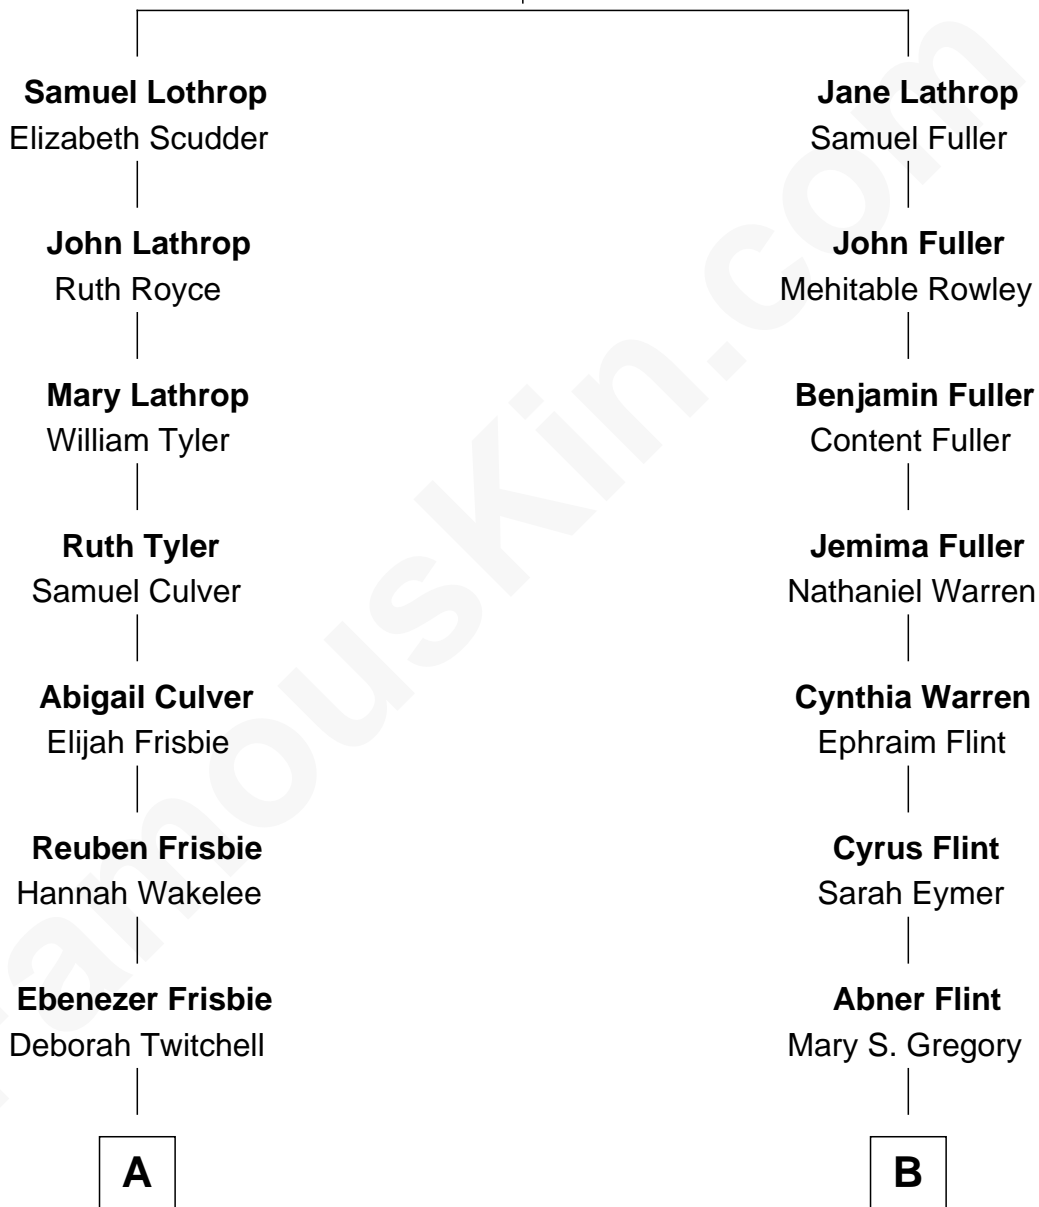 Samuel Lothrop
Elizabeth Scudder
John Lathrop
Ruth Royce
Mary Lathrop
William Tyler
Ruth Tyler
Samuel Culver
Abigail Culver
Elijah Frisbie
Reuben Frisbie
Hannah Wakelee
Ebenezer Frisbie
Deborah Twitchell
A
Jane Lathrop
Samuel Fuller
John Fuller
Mehitable Rowley
Benjamin Fuller
Content Fuller
Jemima Fuller
Nathaniel Warren
Cynthia Warren
Ephraim Flint
Cyrus Flint
Sarah Eymer
Abner Flint
Mary S. Gregory
B
FamousKin.com